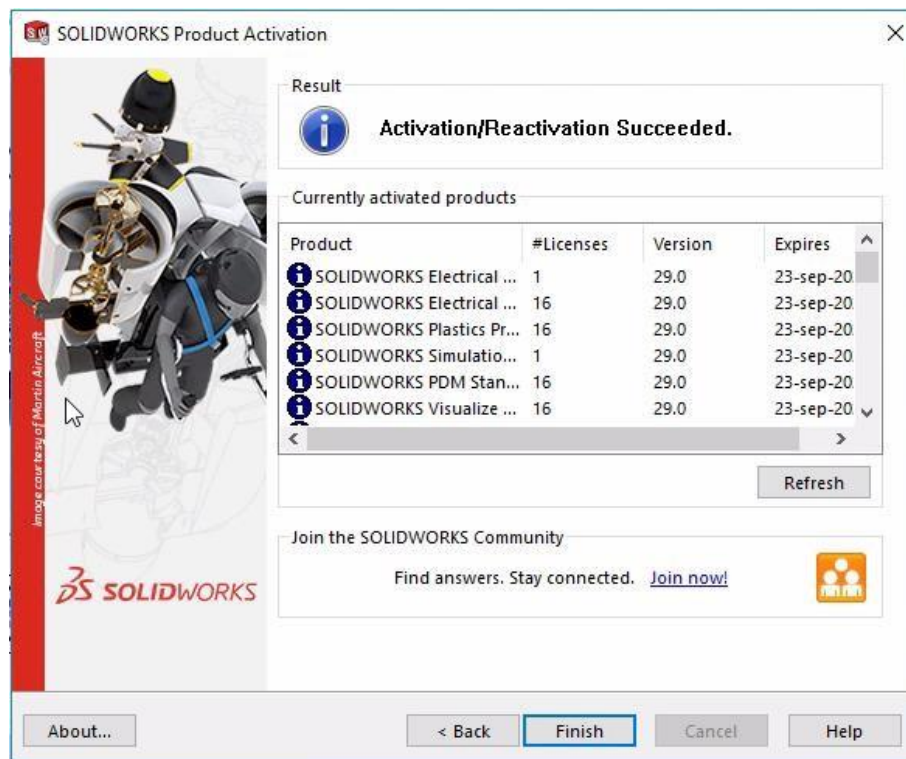 SOLIDWORKS Product Activation
Result
Activation/Reactivation Succeeded.
Currently activated products
Product #Licenses Version Expires
SOLIDWORKS Electrical ... 1 29.0 23-sep-20
SOLIDWORKS Electrical ... 16 29.0 23-sep-20
SOLIDWORKS Plastics Pr... 16 29.0 23-sep-20
SOLIDWORKS Simulatio... 1 29.0 23-sep-20
SOLIDWORKS PDM Stan... 16 29.0 23-sep-20
SOLIDWORKS Visualize ... 16 29.0 23-sep-20
Refresh
Join the SOLIDWORKS Community
Find answers. Stay connected. Join now!
Image courtesy of Martin Aircraft
SOLIDWORKS
About... < Back Finish Cancel Help